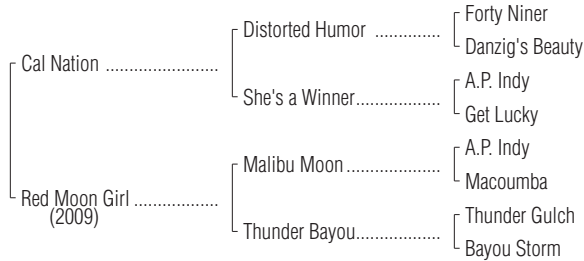 Forty Niner
Distorted Humor ..............
Danzig's Beauty
Cal Nation ........................
A.P. Indy
She's a Winner..................
Get Lucky
A.P. Indy
Malibu Moon ....................
Macoumba
Red Moon Girl ..................
(2009)
Thunder Gulch
Thunder Bayou..................
Bayou Storm